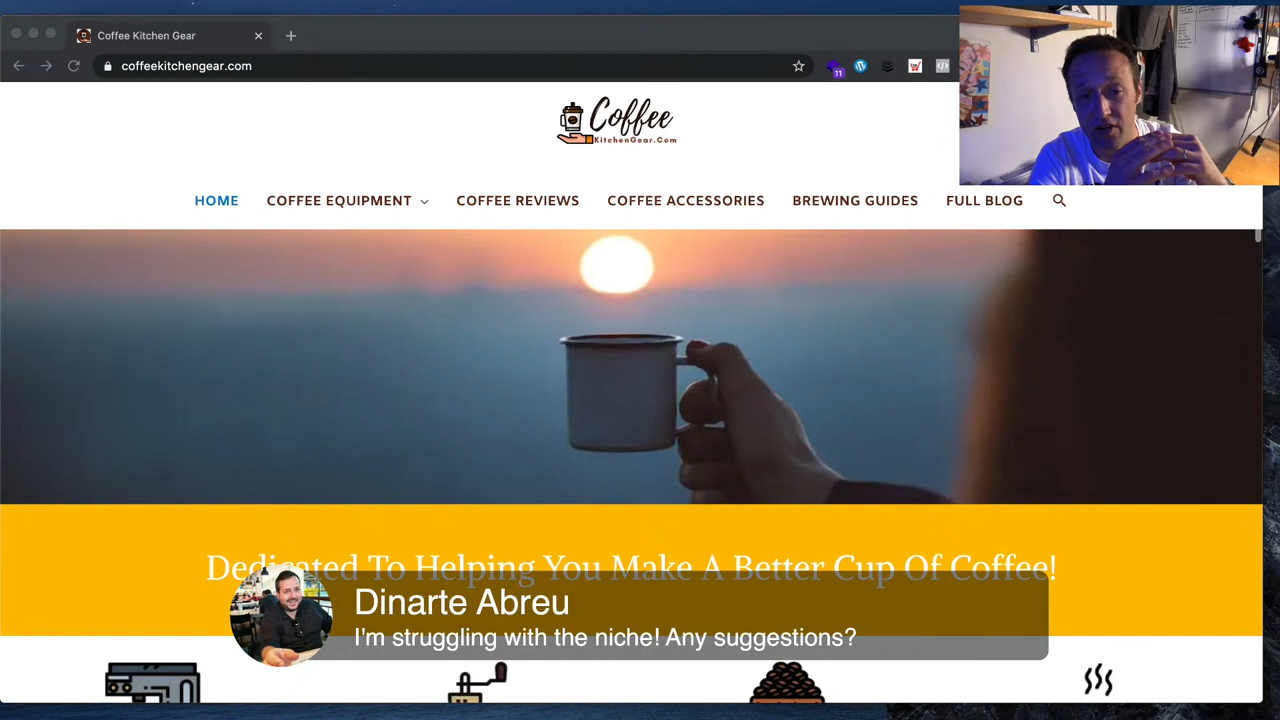 Coffee Kitchen Gear
coffeekitchengear.com
11
Coffee
KitchenGear.Com
HOME COFFEE EQUIPMENT COFFEE REVIEWS COFFEE ACCESSORIES BREWING GUIDES FULL BLOG
Dedicated To Helping You Make A Better Cup Of Coffee!
Dinarte Abreu
I'm struggling with the niche! Any suggestions?